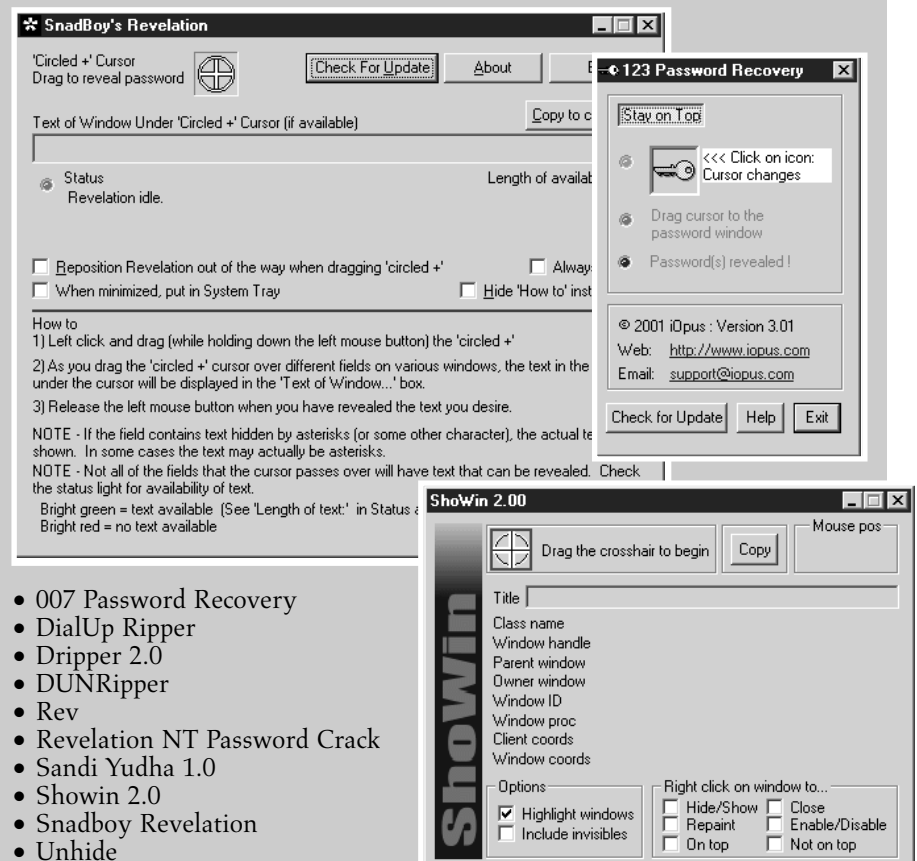 SnadBoy's Revelation
'Circled +' Cursor
Drag to reveal password
Check For Update
About
Copy to c
Text of Window Under 'Circled +' Cursor (if available)
Status
Length of availab
Revelation idle.
Reposition Revelation out of the way when dragging 'circled +'
Alway
When minimized, put in System Tray
Hide 'How to' inst
How to
1) Left click and drag (while holding down the left mouse button) the 'circled +'
2) As you drag the 'circled +' cursor over different fields on various windows, the text in the
under the cursor will be displayed in the 'Text of Window...' box.
3) Release the left mouse button when you have revealed the text you desire.
NOTE - If the field contains text hidden by asterisks (or some other character), the actual te
shown. In some cases the text may actually be asterisks.
NOTE - Not all of the fields that the cursor passes over will have text that can be revealed. Check
the status light for availability of text.
Bright green = text available (See 'Length of text:' in Status
Bright red = no text available
123 Password Recovery
Stay on Top
<<< Click on icon:
Cursor changes
Drag cursor to the
password window
Password(s) revealed !
© 2001 iOpus : Version 3.01
Web: http://www.iopus.com
Email: support@iopus.com
Check for Update
Help
Exit
ShoWin 2.00
ShoWin
Drag the crosshair to begin
Copy
Mouse pos
Title
Class name
Window handle
Parent window
Owner window
Window ID
Window proc
Client coords
Window coords
Options
Highlight windows
Include invisibles
Right click on window to...
Hide/Show
Close
Repaint
Enable/Disable
On top
Not on top
• 007 Password Recovery
• DialUp Ripper
• Dripper 2.0
• DUNRipper
• Rev
• Revelation NT Password Crack
• Sandi Yudha 1.0
• Showin 2.0
• Snadboy Revelation
• Unhide